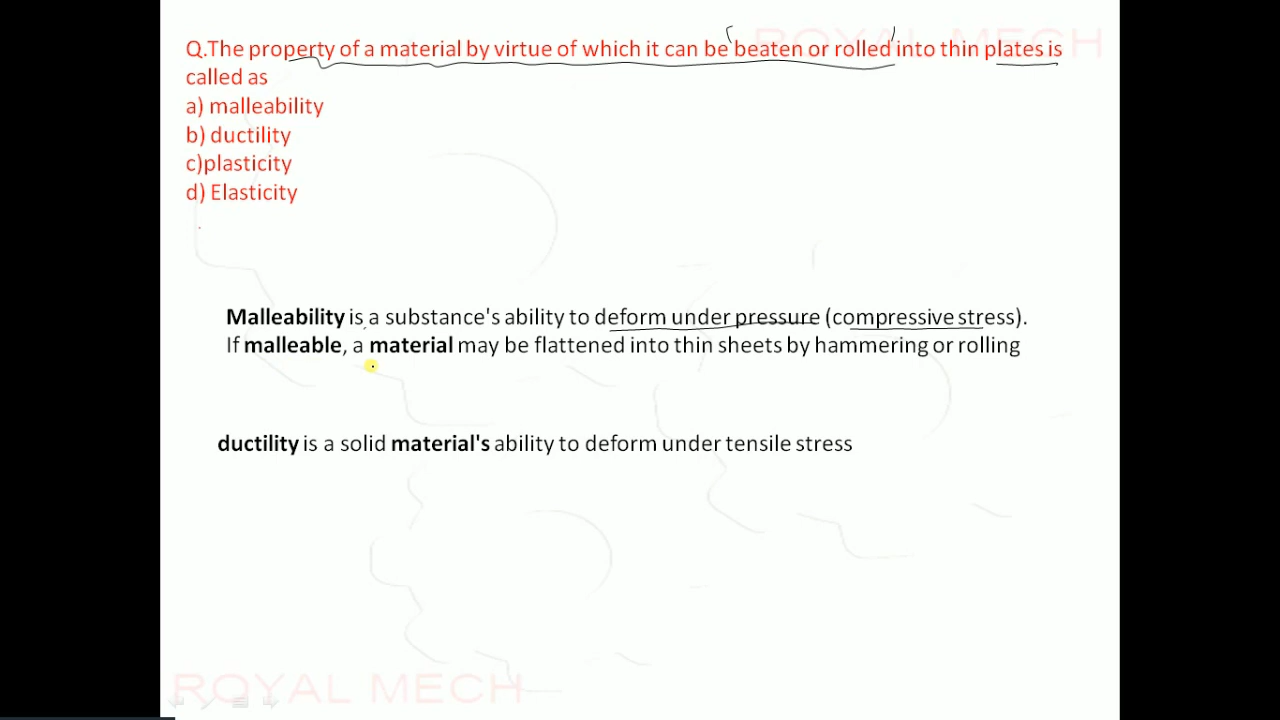 ROYAL MECH
Q.The property of a material by virtue of which it can be beaten or rolled into thin plates is
called as
a) malleability
b) ductility
c)plasticity
d) Elasticity
Malleability is a substance's ability to deform under pressure (compressive stress).
If malleable, a material may be flattened into thin sheets by hammering or rolling
ductility is a solid material's ability to deform under tensile stress
ROYAL MECH